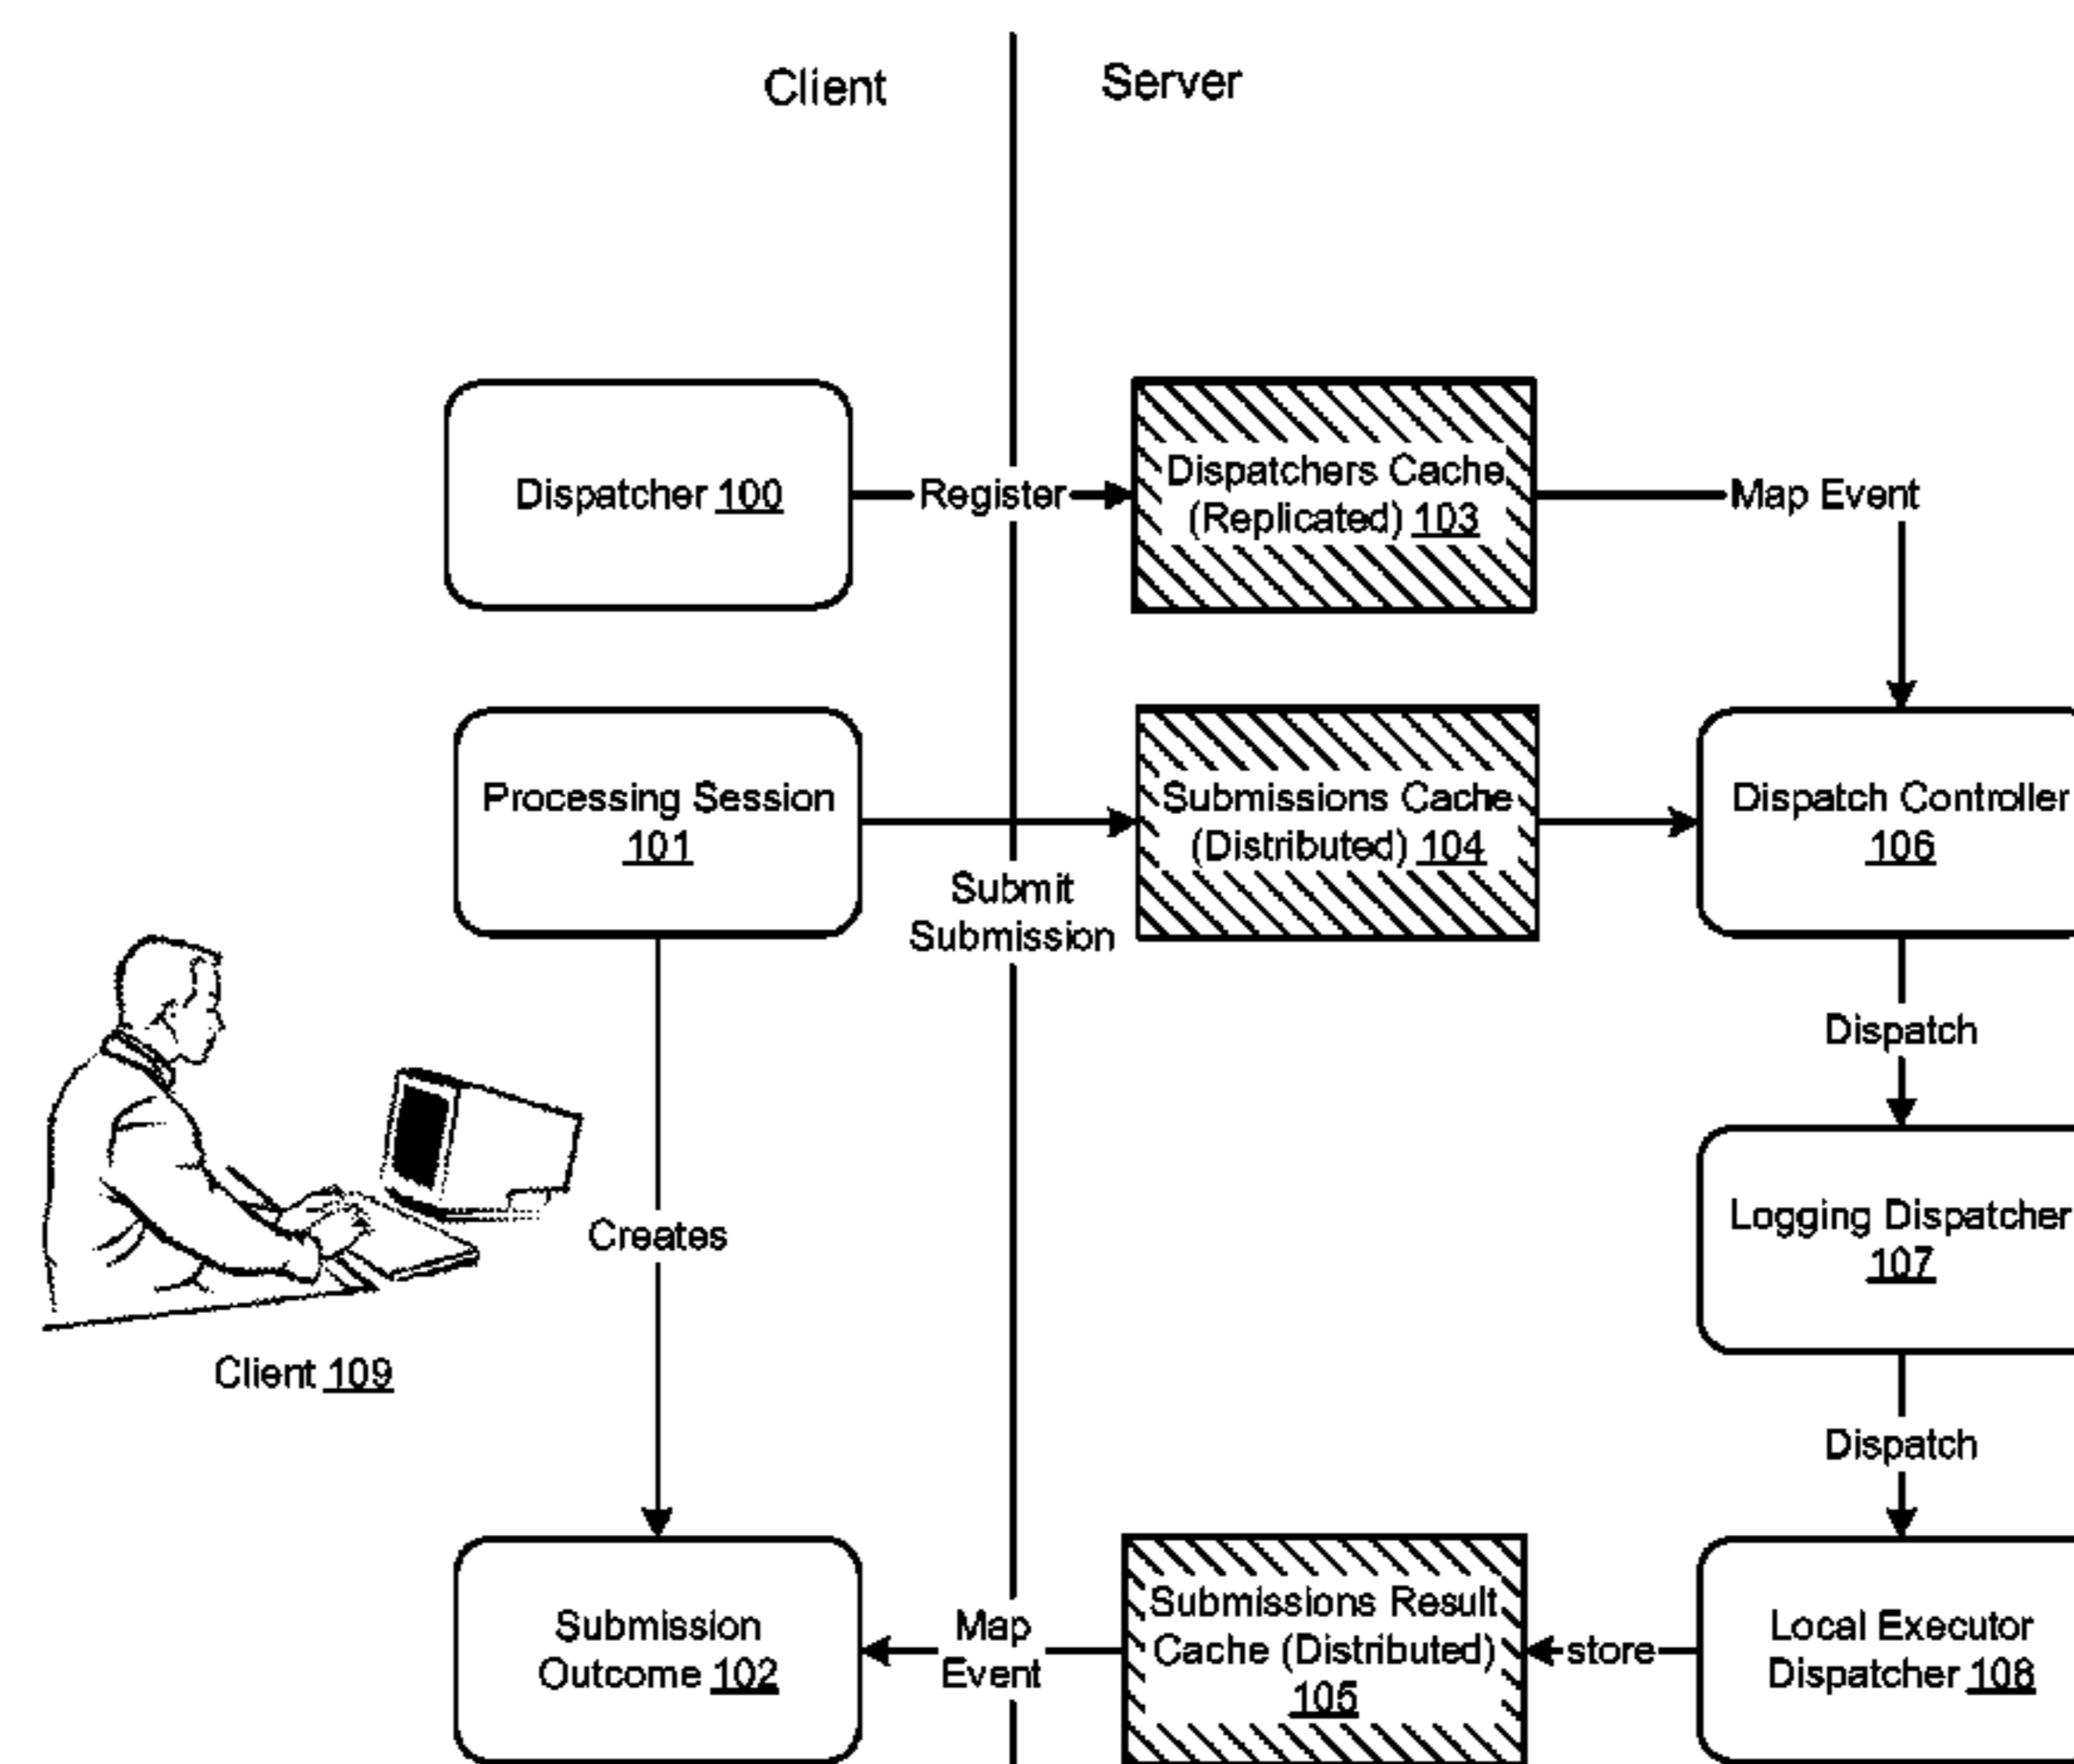 Client
Server
Dispatcher 100
Register
Dispatchers Cache
(Replicated) 103
Map Event
Processing Session
101
Submit
Submission
Submissions Cache
(Distributed) 104
Dispatch Controller
106
Dispatch
Logging Dispatcher
107
Creates
Client 109
Dispatch
Submission
Outcome 102
Map
Event
Submissions Result
Cache (Distributed)
105
store
Local Executor
Dispatcher 108